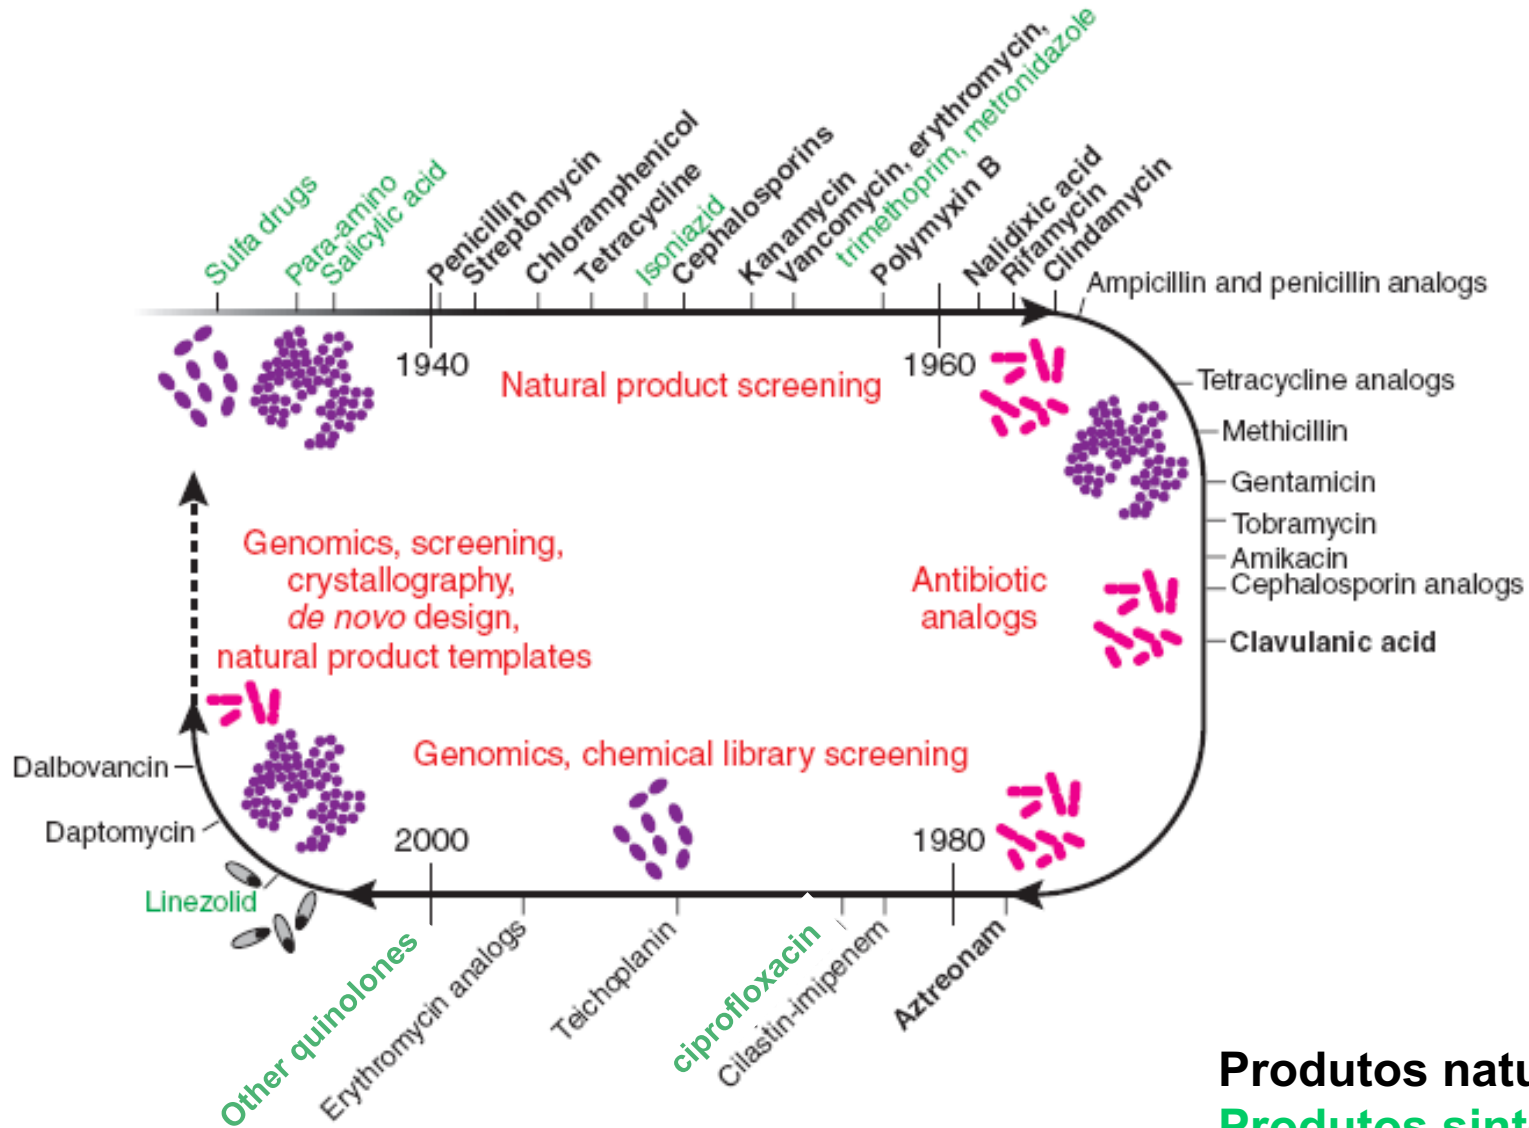 Sulfa drugs
Para-amino
Salicylic acid
Penicillin
Streptomycin
Chloramphenicol
Tetracycline
Isoniazid
Cephalosporins
Kanamycin
Vancomycin, erythromycin,
trimethoprim, metronidazole
Polymyxin B
Nalidixic acid
Rifamycin
Clindamycin
Ampicillin and penicillin analogs
1940
1960
Natural product screening
Tetracycline analogs
Methicillin
Gentamicin
Tobramycin
Amikacin
Cephalosporin analogs
Clavulanic acid
Genomics, screening,
crystallography,
de novo design,
natural product templates
Antibiotic
analogs
Genomics, chemical library screening
Dalbovancin
Daptomycin
Linezolid
2000
1980
Other quinolones
Erythromycin analogs
Teichoplanin
ciprofloxacin
Cilastin-imipenem
Aztreonam
Produtos
Produtos